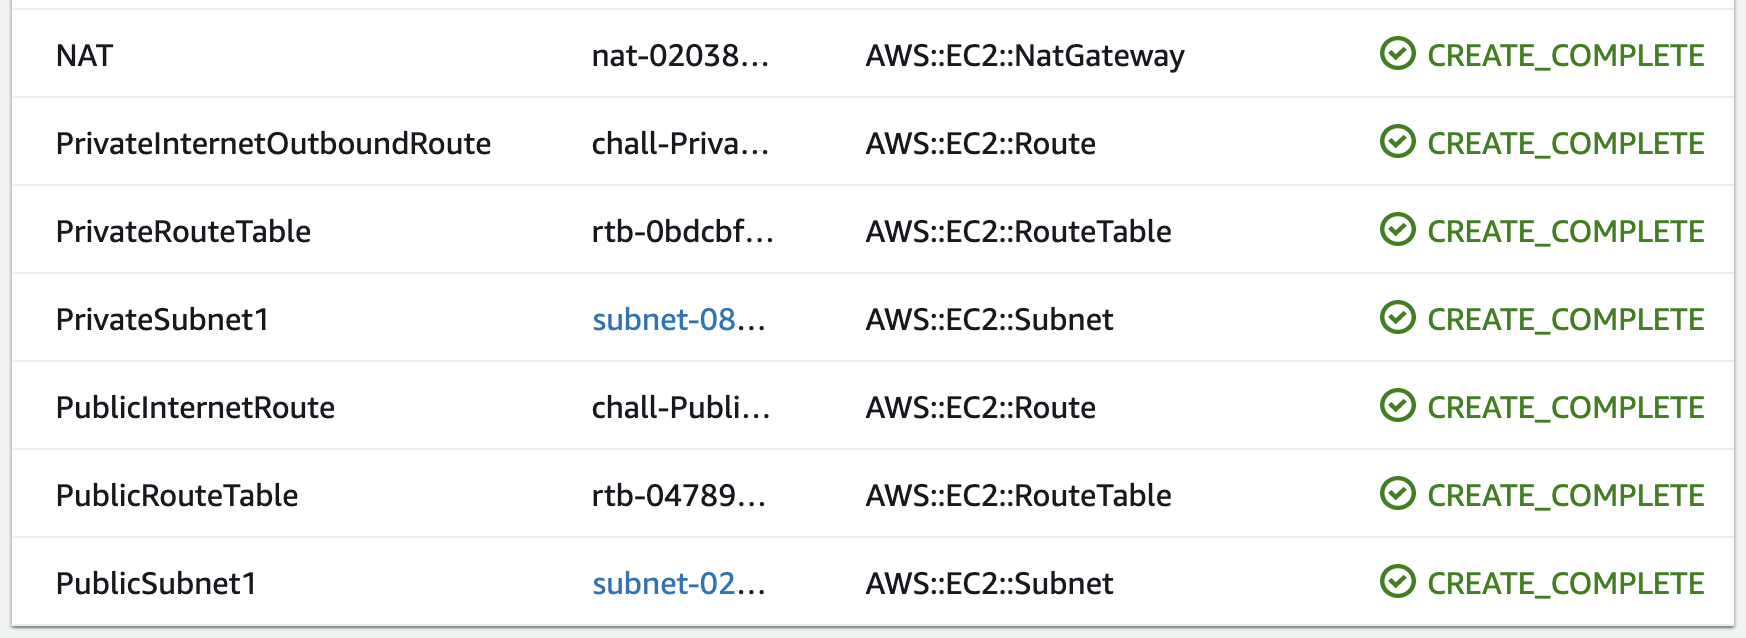 NAT nat-02038... AWS::EC2::NatGateway CREATE_COMPLETE
PrivateInternetOutboundRoute chall-Priva... AWS::EC2::Route CREATE_COMPLETE
PrivateRouteTable rtb-0bdcbf... AWS::EC2::RouteTable CREATE_COMPLETE
PrivateSubnet1 subnet-08... AWS::EC2::Subnet CREATE_COMPLETE
PublicInternetRoute chall-Publi... AWS::EC2::Route CREATE_COMPLETE
PublicRouteTable rtb-04789... AWS::EC2::RouteTable CREATE_COMPLETE
PublicSubnet1 subnet-02... AWS::EC2::Subnet CREATE_COMPLETE